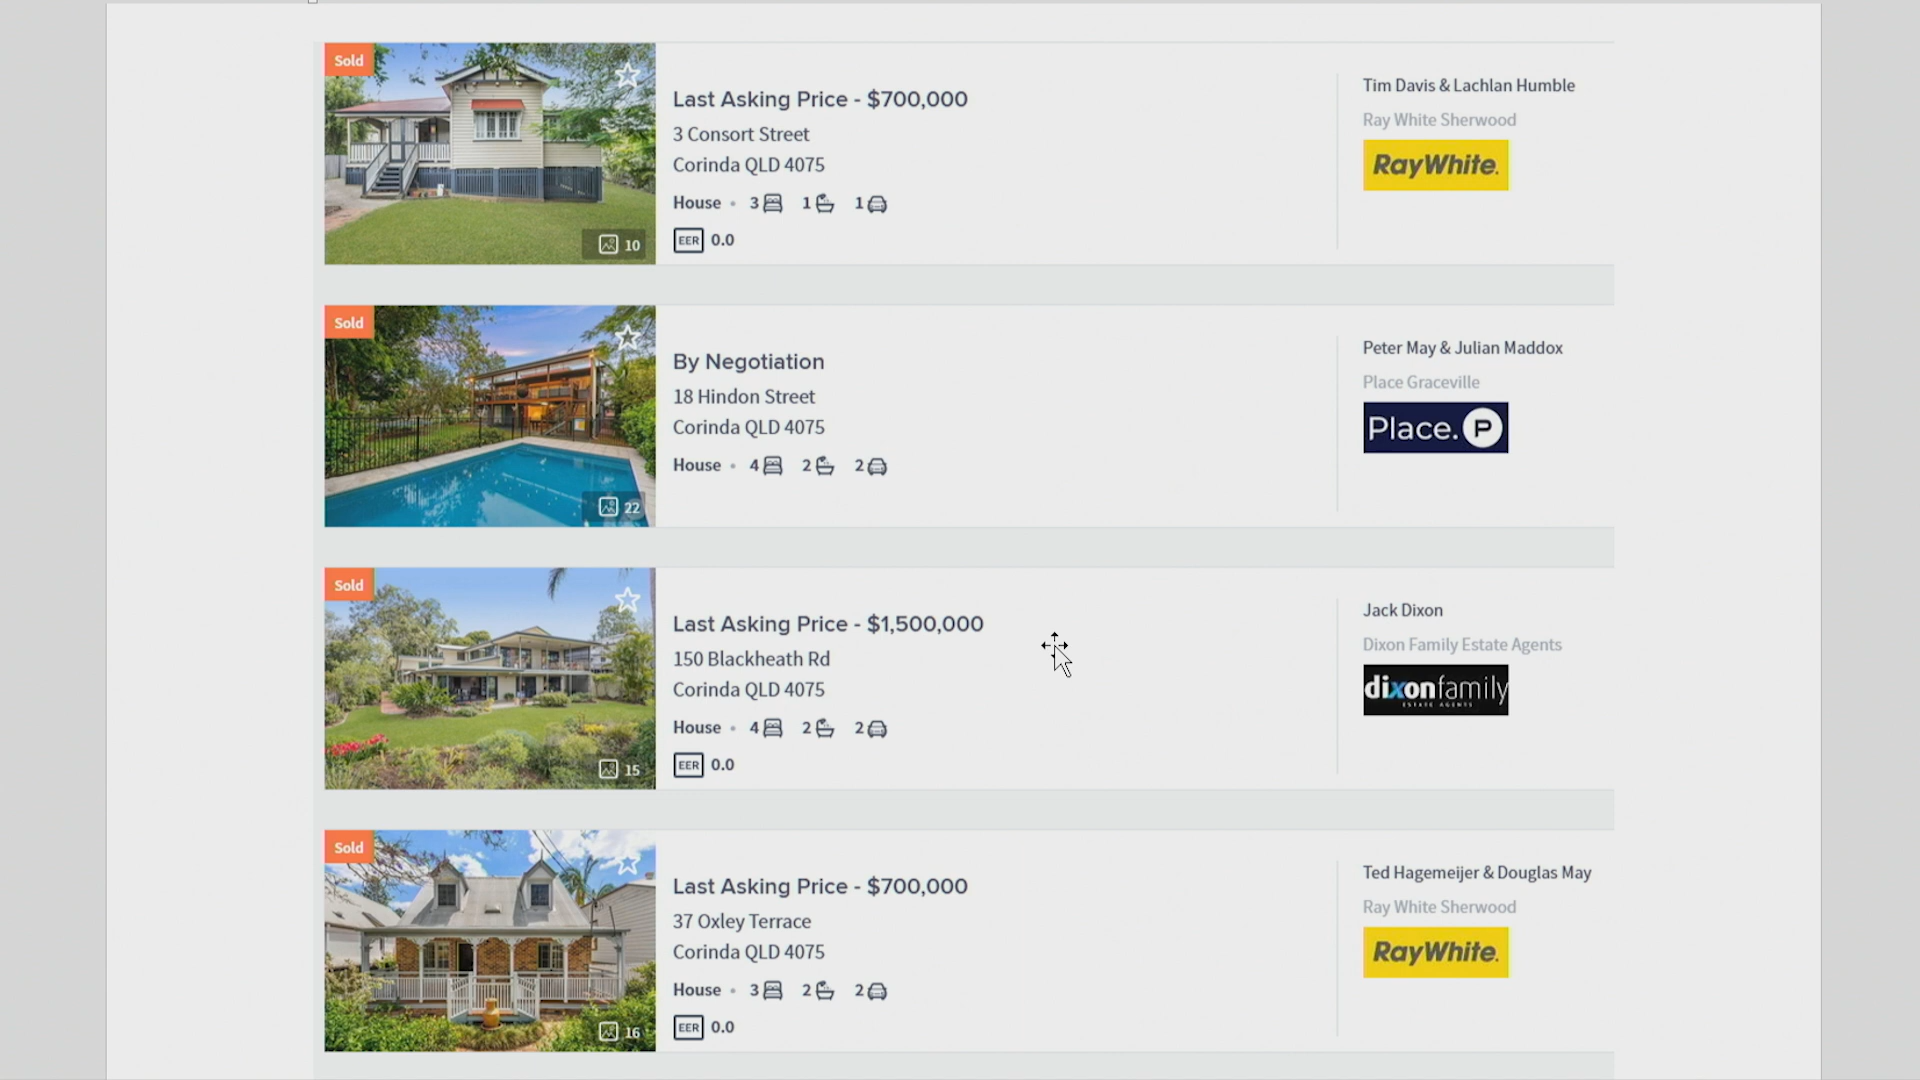 Sold
10
Last Asking Price - $700,000
3 Consort Street
Corinda QLD 4075
House • 3 1 1
EER 0.0
Tim Davis & Lachlan Humble
Ray White Sherwood
RayWhite.
Sold
22
By Negotiation
18 Hindon Street
Corinda QLD 4075
House • 4 2 2
Peter May & Julian Maddox
Place Graceville
Place. P
Sold
15
Last Asking Price - $1,500,000
150 Blackheath Rd
Corinda QLD 4075
House • 4 2 2
EER 0.0
Jack Dixon
Dixon Family Estate Agents
dixonfamily
ESTATE AGENTS
Sold
16
Last Asking Price - $700,000
37 Oxley Terrace
Corinda QLD 4075
House • 3 2 2
EER 0.0
Ted Hagemeijer & Douglas May
Ray White Sherwood
RayWhite.